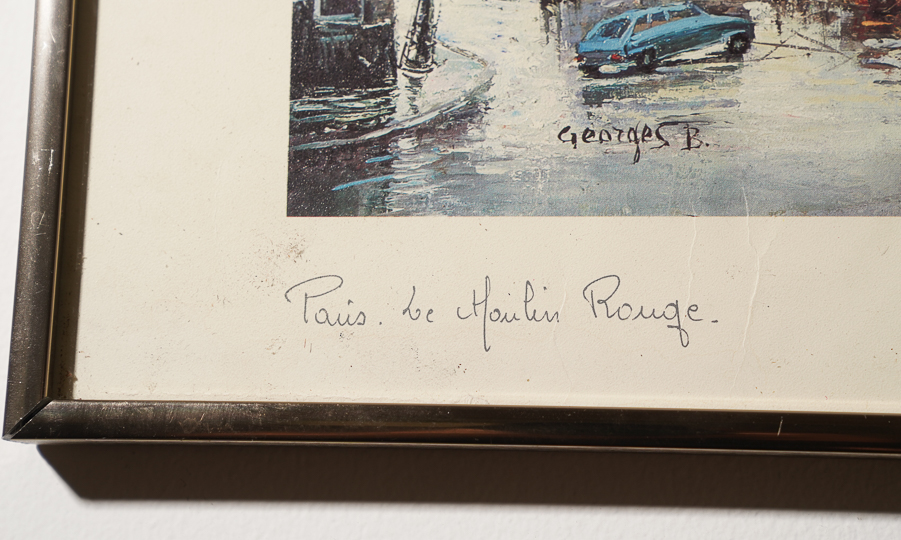 Georges B.
Paris. Le Moulin Rouge.